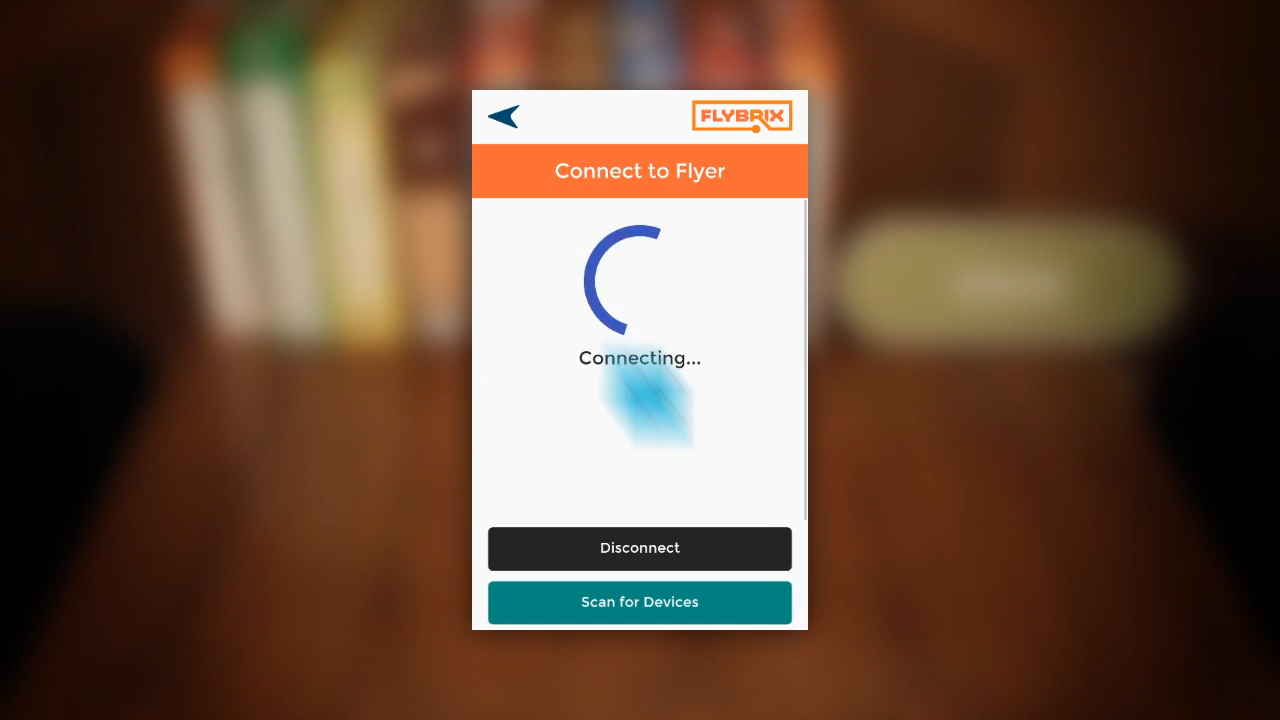 FLYBRIX
Connect to Flyer
Connecting...
Disconnect
Scan for Devices